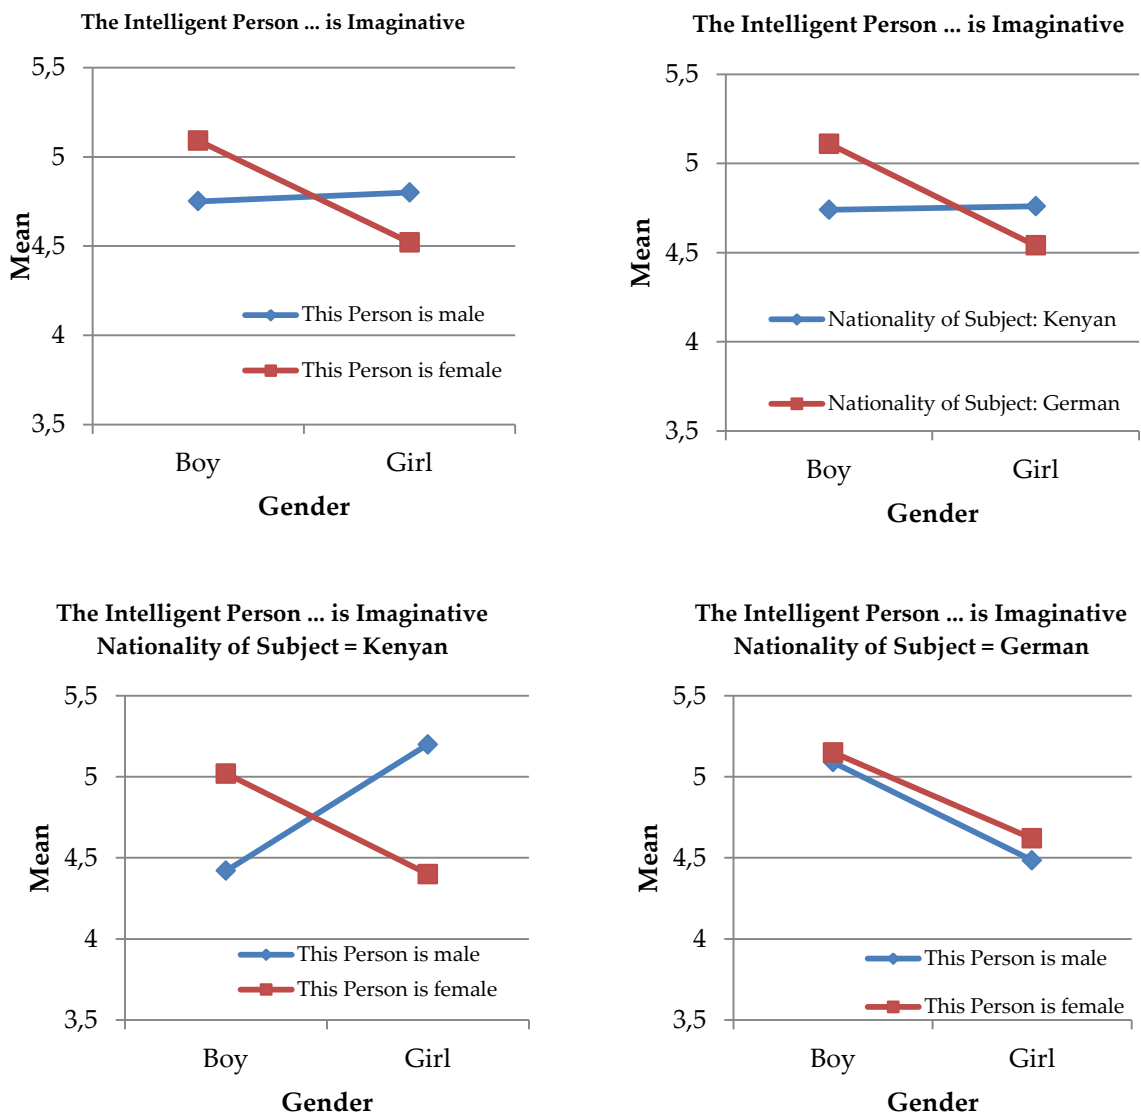 The Intelligent Person ... is Imaginative
5,5
5
4,5
4
3,5
Mean
This Person is male
This Person is female
Boy
Girl
Gender
The Intelligent Person ... is Imaginative
5,5
5
4,5
4
3,5
Mean
Nationality of Subject: Kenyan
Nationality of Subject: German
Boy
Girl
Gender
The Intelligent Person ... is Imaginative
Nationality of Subject = Kenyan
5,5
5
4,5
4
3,5
Mean
This Person is male
This Person is female
Boy
Girl
Gender
The Intelligent Person ... is Imaginative
Nationality of Subject = German
5,5
5
4,5
4
3,5
Mean
This Person is male
This Person is female
Boy
Girl
Gender